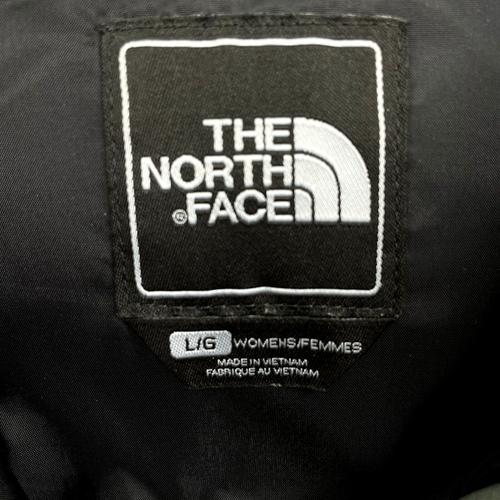 THE
NORTH
®FACE
L/G WOMENS/FEMMES
MADE IN VIETNAM
FABRIQUE AU VIETNAM